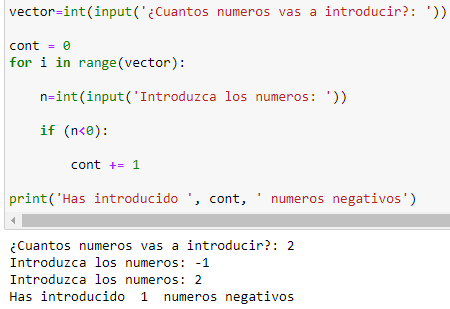 vector=int(input('¿Cuantos numeros vas a introducir?: '))
cont = 0
for i in range(vector):
n=int(input('Introduzca los numeros: '))
if (n<0):
cont += 1
print('Has introducido ', cont, ' numeros negativos')
¿Cuantos numeros vas a introducir?: 2
Introduzca los numeros: -1
Introduzca los numeros: 2
Has introducido  1  numeros negativos